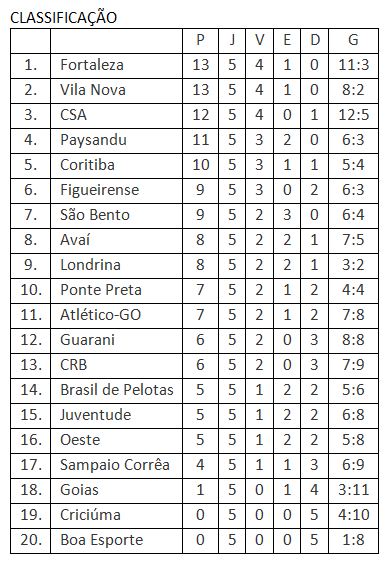 CLASSIFICAÇÃO
P J V E D G
1. Fortaleza 13 5 4 1 0 11:3
2. Vila Nova 13 5 4 1 0 8:2
3. CSA 12 5 4 0 1 12:5
4. Paysandu 11 5 3 2 0 6:3
5. Coritiba 10 5 3 1 1 5:4
6. Figueirense 9 5 3 0 2 6:3
7. São Bento 9 5 2 3 0 6:4
8. Avaí 8 5 2 2 1 7:5
9. Londrina 8 5 2 2 1 3:2
10. Ponte Preta 7 5 2 1 2 4:4
11. Atlético-GO 7 5 2 1 2 7:8
12. Guarani 6 5 2 0 3 8:8
13. CRB 6 5 2 0 3 7:9
14. Brasil de Pelotas 5 5 1 2 2 5:6
15. Juventude 5 5 1 2 2 6:8
16. Oeste 5 5 1 2 2 5:8
17. Sampaio Corrêa 4 5 1 1 3 6:9
18. Goias 1 5 0 1 4 3:11
19. Criciúma 0 5 0 0 5 4:10
20. Boa Esporte 0 5 0 0 5 1:8